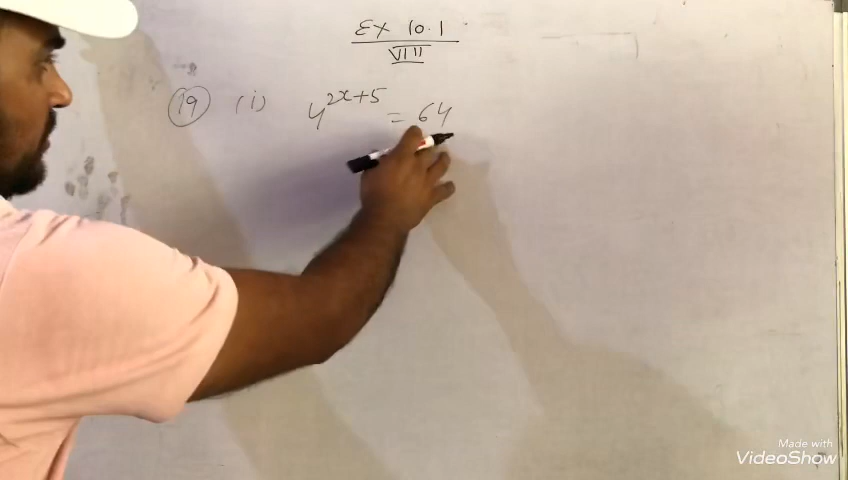 Ex 10.1
VIII
19 (i) 4^{2x+5} = 64
Made with
VideoShow